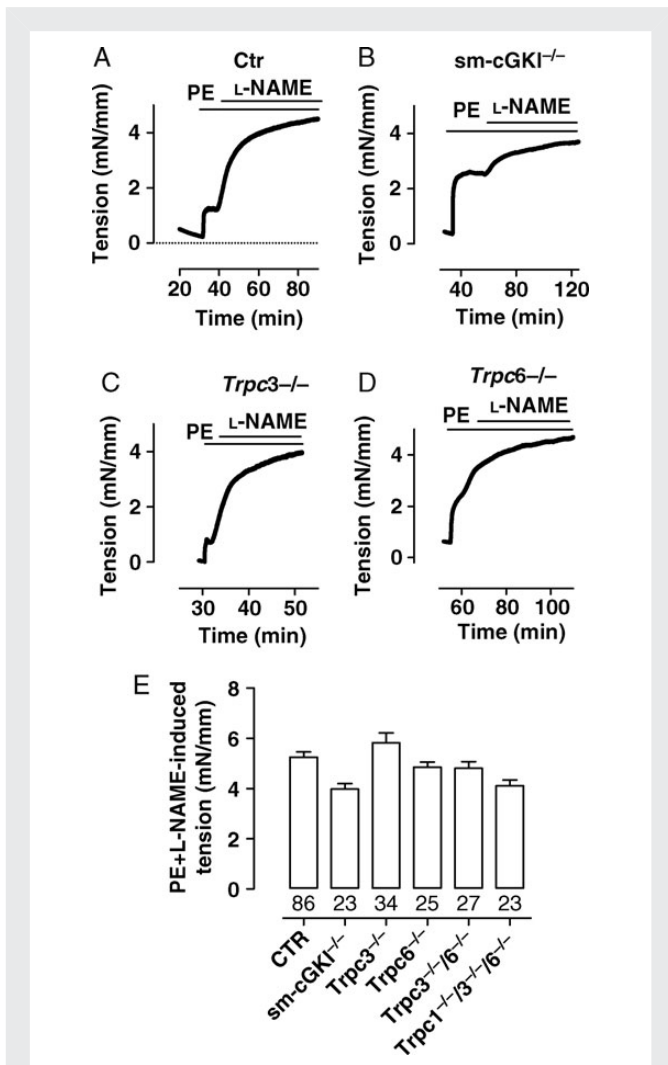 A
Ctr
PE
L-NAME
Tension (mN/mm)
4
2
0
20 40 60 80
Time (min)
B
sm-cGKI–/–
PE
L-NAME
Tension (mN/mm)
4
2
0
40 80 120
Time (min)
C
Trpc3–/–
PE
L-NAME
Tension (mN/mm)
4
2
0
30 40 50
Time (min)
D
Trpc6–/–
PE
L-NAME
Tension (mN/mm)
4
2
0
60 80 100
Time (min)
E
PE+L-NAME-induced
tension (mN/mm)
8
6
4
2
0
86 23 34 25 27 23
CTR
sm-cGKI–/–
Trpc3–/–
Trpc6–/–
Trpc3–/–/6–/–
Trpc1–/–/3–/–/6–/–